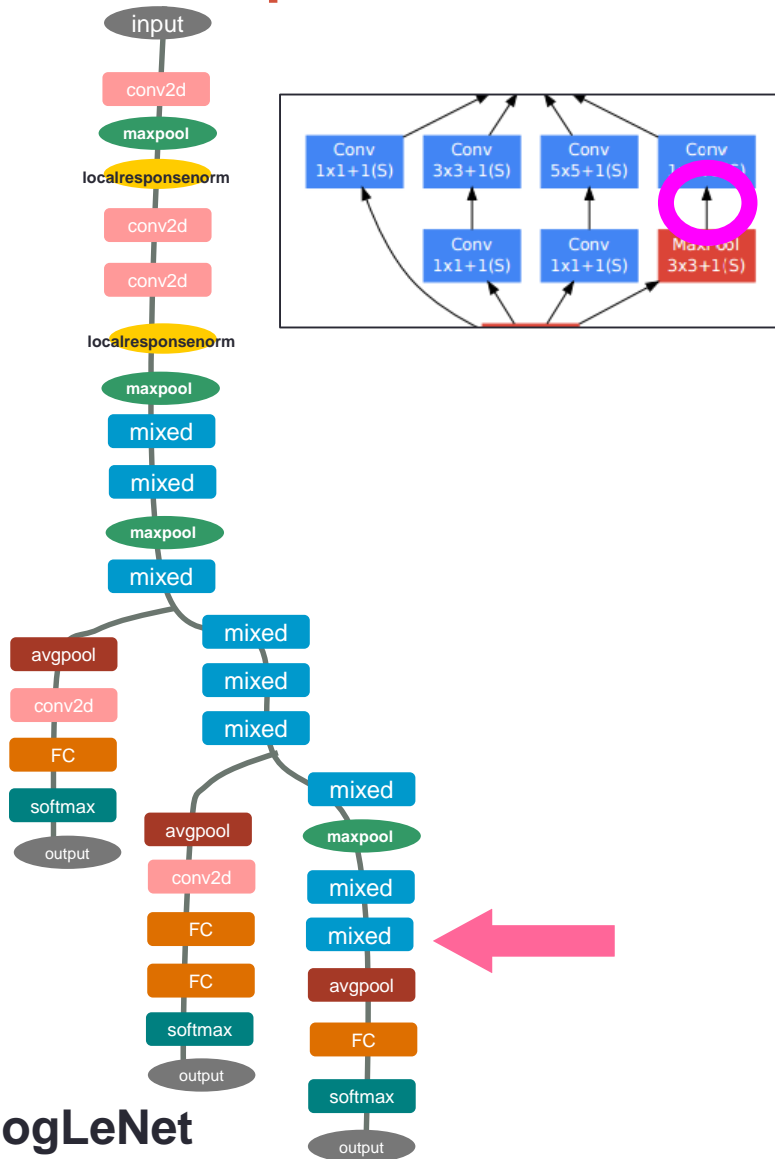 input
conv2d
maxpool
localresponsenorm
conv2d
conv2d
localresponsenorm
maxpool
mixed
mixed
maxpool
mixed
avgpool
conv2d
FC
softmax
output
mixed
mixed
mixed
avgpool
conv2d
FC
FC
softmax
output
mixed
maxpool
mixed
mixed
avgpool
FC
softmax
output
Conv
1x1+1(S)
Conv
3x3+1(S)
Conv
5x5+1(S)
Conv
Conv
1x1+1(S)
Conv
1x1+1(S)
MaxPool
3x3+1(S)
ogLeNet